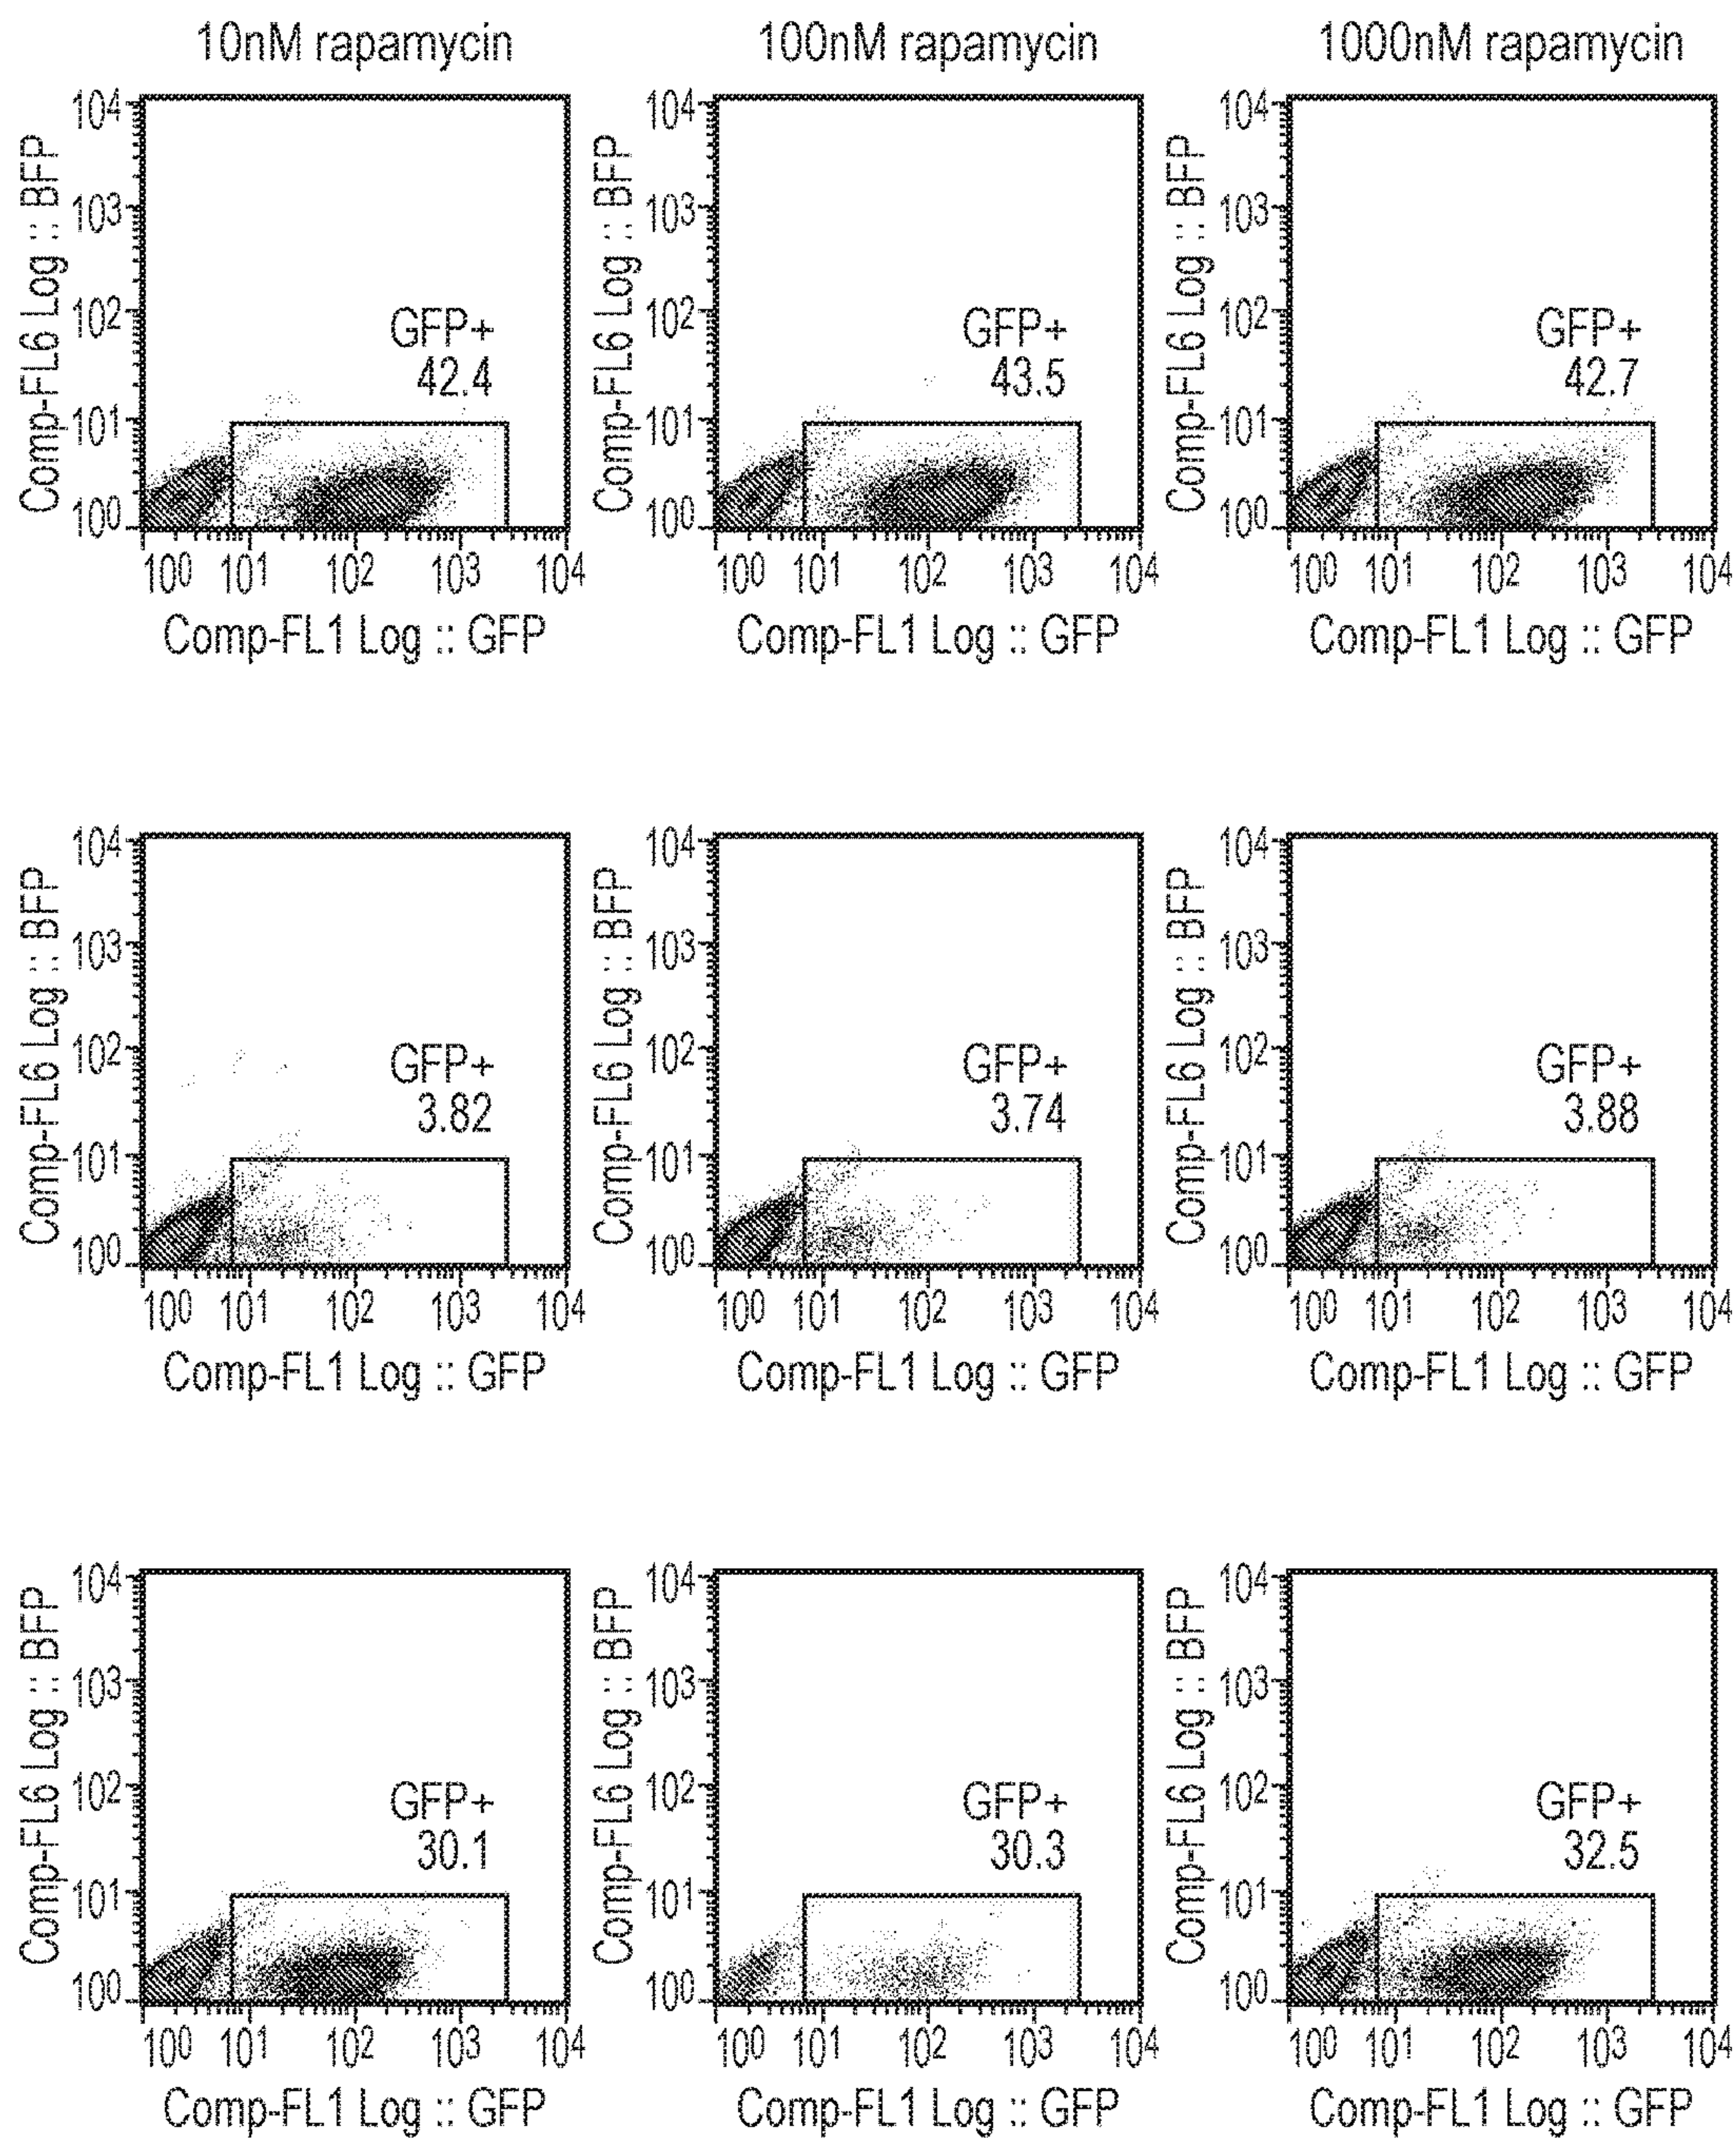 10nM rapamycin
100nM rapamycin
1000nM rapamycin
Comp-FL6 Log :: BFP
10⁴
10³
10²
10¹
10⁰
GFP+
42.4
10⁰ 10¹ 10² 10³ 10⁴
Comp-FL1 Log :: GFP
Comp-FL6 Log :: BFP
10⁴
10³
10²
10¹
10⁰
GFP+
43.5
10⁰ 10¹ 10² 10³ 10⁴
Comp-FL1 Log :: GFP
Comp-FL6 Log :: BFP
10⁴
10³
10²
10¹
10⁰
GFP+
42.7
10⁰ 10¹ 10² 10³ 10⁴
Comp-FL1 Log :: GFP
Comp-FL6 Log :: BFP
10⁴
10³
10²
10¹
10⁰
GFP+
3.82
10⁰ 10¹ 10² 10³ 10⁴
Comp-FL1 Log :: GFP
Comp-FL6 Log :: BFP
10⁴
10³
10²
10¹
10⁰
GFP+
3.74
10⁰ 10¹ 10² 10³ 10⁴
Comp-FL1 Log :: GFP
Comp-FL6 Log :: BFP
10⁴
10³
10²
10¹
10⁰
GFP+
3.88
10⁰ 10¹ 10² 10³ 10⁴
Comp-FL1 Log :: GFP
Comp-FL6 Log :: BFP
10⁴
10³
10²
10¹
10⁰
GFP+
30.1
10⁰ 10¹ 10² 10³ 10⁴
Comp-FL1 Log :: GFP
Comp-FL6 Log :: BFP
10⁴
10³
10²
10¹
10⁰
GFP+
30.3
10⁰ 10¹ 10² 10³ 10⁴
Comp-FL1 Log :: GFP
Comp-FL6 Log :: BFP
10⁴
10³
10²
10¹
10⁰
GFP+
32.5
10⁰ 10¹ 10² 10³ 10⁴
Comp-FL1 Log :: GFP